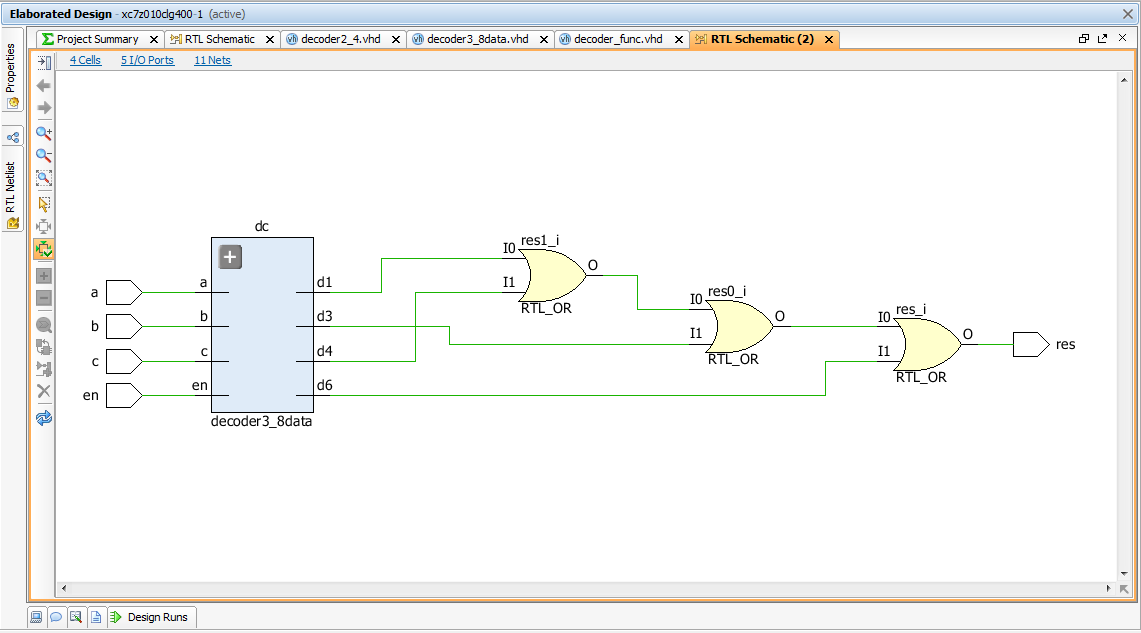 Elaborated Design - xc7z010clg400-1 (active)
Properties
RTL Netlist
Project Summary
RTL Schematic
decoder2_4.vhd
decoder3_8data.vhd
decoder_func.vhd
RTL Schematic (2)
4 Cells 5 I/O Ports 11 Nets
dc
a
b
c
en
a
b
c
en
d1
d3
d4
d6
decoder3_8data
res1_i
I0
I1
O
RTL_OR
res0_i
I0
I1
O
RTL_OR
res_i
I0
I1
O
RTL_OR
res
Design Runs